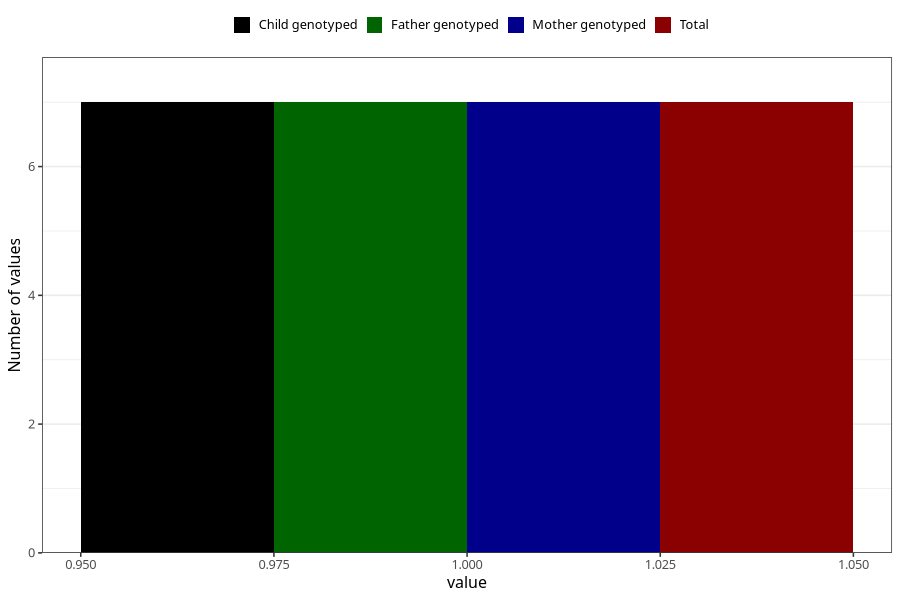 Child genotyped Father genotyped Mother genotyped Total
Number of values
6
4
2
0
0.950 0.975 1.000 1.025 1.050
value